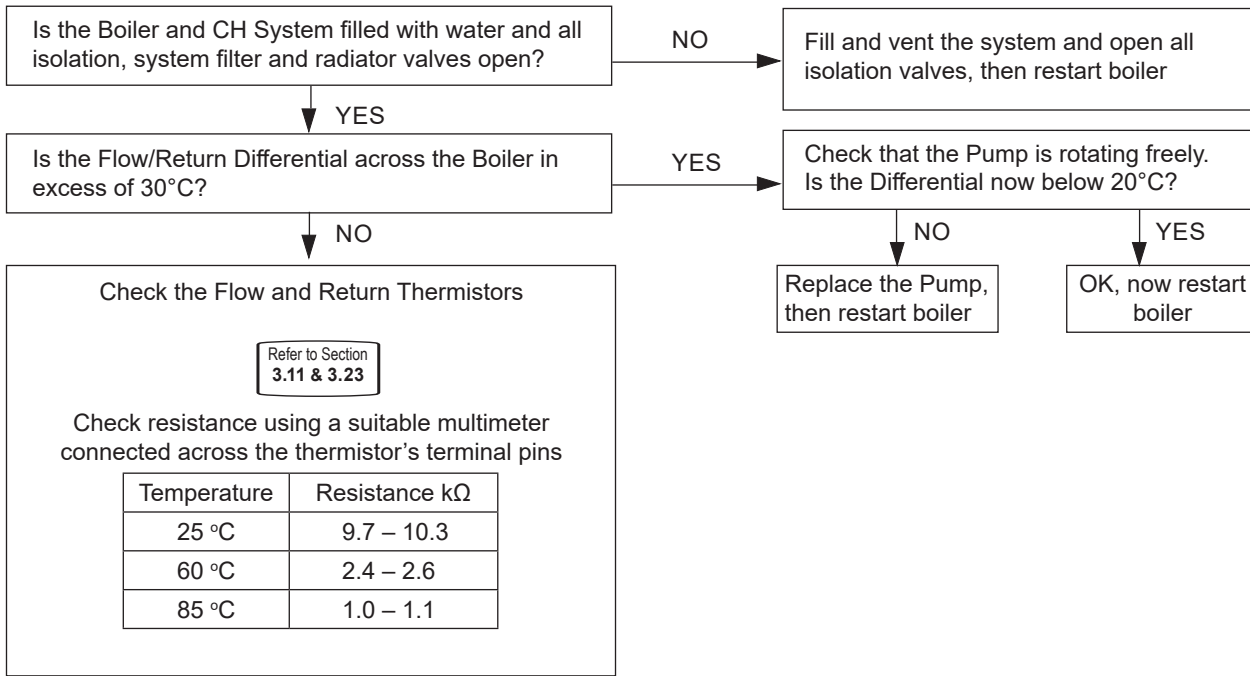 Is the Boiler and CH System filled with water and all
isolation, system filter and radiator valves open?
NO
Fill and vent the system and open all
isolation valves, then restart boiler
YES
Is the Flow/Return Differential across the Boiler in
excess of 30°C?
YES
Check that the Pump is rotating freely.
Is the Differential now below 20°C?
NO
NO
YES
Replace the Pump,
then restart boiler
OK, now restart
boiler
Check the Flow and Return Thermistors
Refer to Section
3.11 & 3.23
Check resistance using a suitable multimeter
connected across the thermistor's terminal pins
Temperature Resistance kΩ
25 °C 9.7 – 10.3
60 °C 2.4 – 2.6
85 °C 1.0 – 1.1